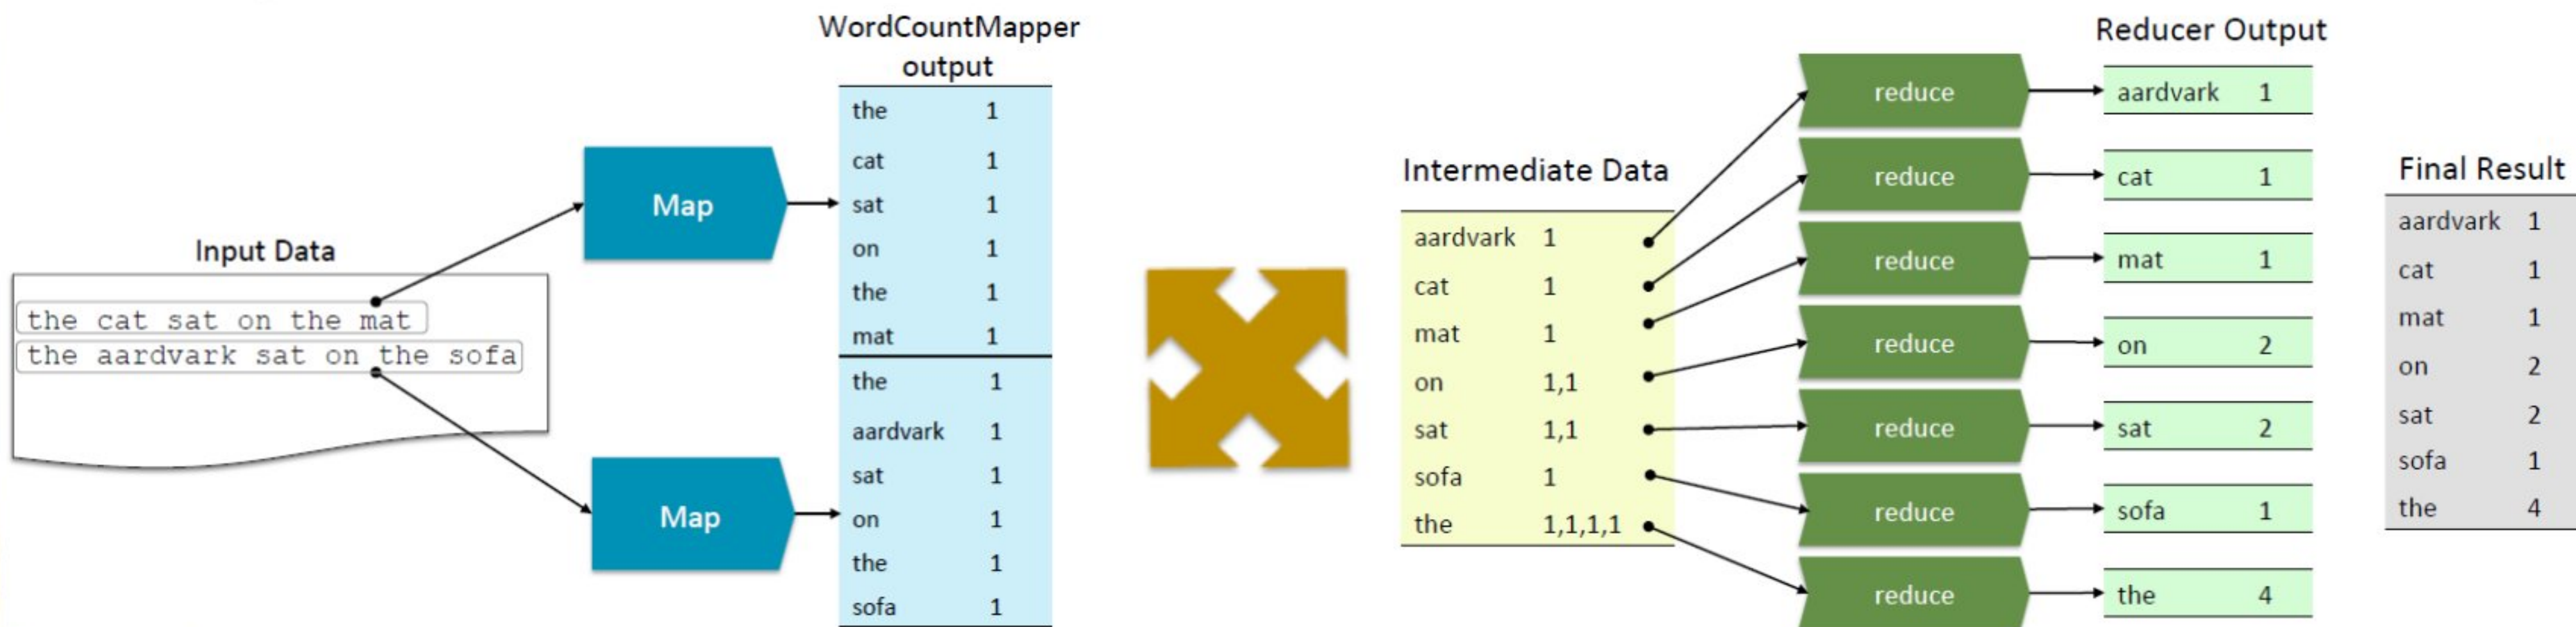 Input Data
the cat sat on the mat
the aardvark sat on the sofa
Map
Map
WordCountMapper
output
the 1
cat 1
sat 1
on 1
the 1
mat 1
the 1
aardvark 1
sat 1
on 1
the 1
sofa 1
Intermediate Data
aardvark 1
cat 1
mat 1
on 1,1
sat 1,1
sofa 1
the 1,1,1,1
reduce
reduce
reduce
reduce
reduce
reduce
reduce
Reducer Output
aardvark 1
cat 1
mat 1
on 2
sat 2
sofa 1
the 4
Final Result
aardvark 1
cat 1
mat 1
on 2
sat 2
sofa 1
the 4